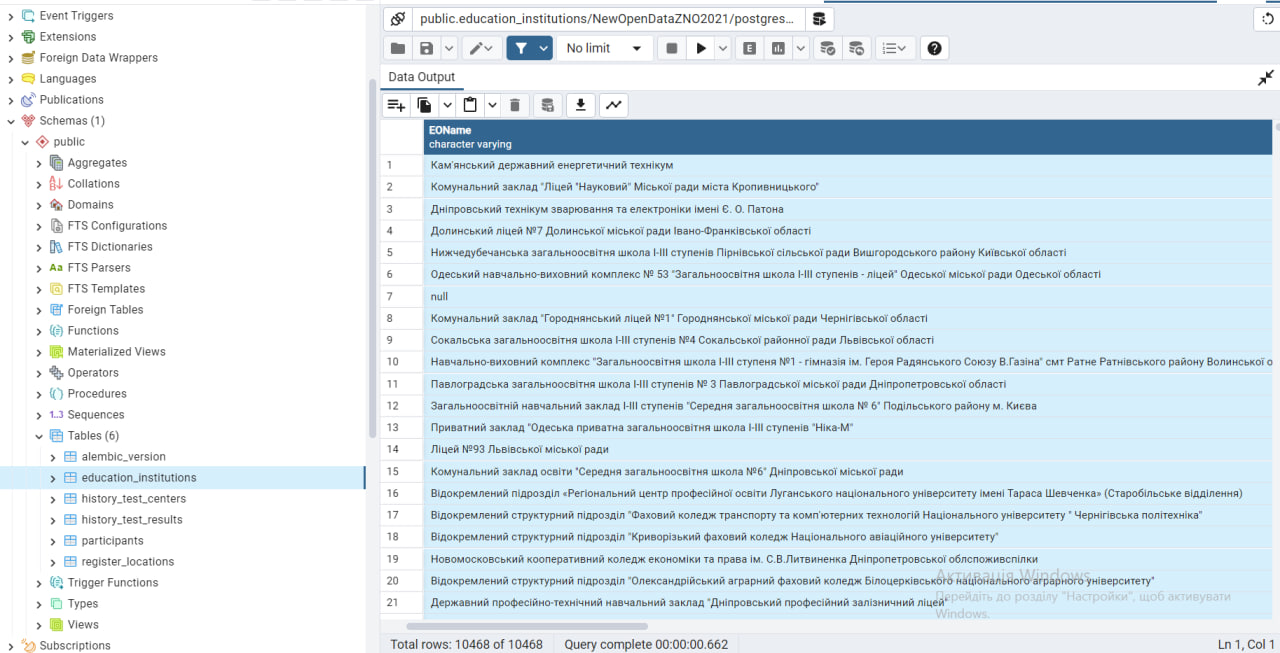 Event Triggers
Extensions
Foreign Data Wrappers
Languages
Publications
Schemas (1)
public
Aggregates
Collations
Domains
FTS Configurations
FTS Dictionaries
Aa FTS Parsers
FTS Templates
Foreign Tables
Functions
Materialized Views
Operators
Procedures
1..3 Sequences
Tables (6)
alembic_version
education_institutions
history_test_centers
history_test_results
participants
register_locations
Trigger Functions
Types
Views
Subscriptions
public.education_institutions/NewOpenDataZNO2021/postgres...
No limit
E
Data Output
EOName
character varying
1 Кам'янський державний енергетичний технікум
2 Комунальний заклад "Ліцей "Науковий" Міської ради міста Кропивницького"
3 Дніпровський технікум зварювання та електроніки імені Є. О. Патона
4 Долинський ліцей №7 Долинської міської ради Івано-Франківської області
5 Нижчедубечанська загальноосвітня школа І-ІІІ ступенів Пірнівської сільської ради Вишгородського району Київської області
6 Одеський навчально-виховний комплекс № 53 "Загальноосвітня школа І-ІІІ ступенів - ліцей" Одеської міської ради Одеської області
7 null
8 Комунальний заклад "Городнянський ліцей №1" Городнянської міської ради Чернігівської області
9 Сокальська загальноосвітня школа І-ІІІ ступенів №4 Сокальської районної ради Львівської області
10 Навчально-виховний комплекс "Загальноосвітня школа І-ІІІ ступеня №1 - гімназія ім. Героя Радянського Союзу В.Газіна" смт Ратне Ратнівського району Волинської о
11 Павлоградська загальноосвітня школа І-ІІІ ступенів № 3 Павлоградської міської ради Дніпропетровської області
12 Загальноосвітній навчальний заклад І-ІІІ ступенів "Середня загальноосвітня школа № 6" Подільського району м. Києва
13 Приватний заклад "Одеська приватна загальноосвітня школа І-ІІІ ступенів "Ніка-М"
14 Ліцей №93 Львівської міської ради
15 Комунальний заклад освіти "Середня загальноосвітня школа №6" Дніпровської міської ради
16 Відокремлений підрозділ «Регіональний центр професійної освіти Луганського національного університету імені Тараса Шевченка» (Старобільське відділення)
17 Відокремлений структурний підрозділ "Фаховий коледж транспорту та комп'ютерних технологій Національного університету " Чернігівська політехніка"
18 Відокремлений структурний підрозділ "Криворізький фаховий коледж Національного авіаційного університету"
19 Новомосковський кооперативний коледж економіки та права ім. С.В.Литвиненка Дніпропетровської облспоживспілки
20 Відокремлений структурний підрозділ "Олександрійський аграрний фаховий коледж Білоцерківського національного аграрного університету"
21 Державний професійно-технічний навчальний заклад "Дніпровський професійний залізничний ліцей"
Активація Windows
Перейдіть до розділу "Настройки", щоб активувати
Windows.
Total rows: 10468 of 10468 Query complete 00:00:00.662 Ln 1, Col 1